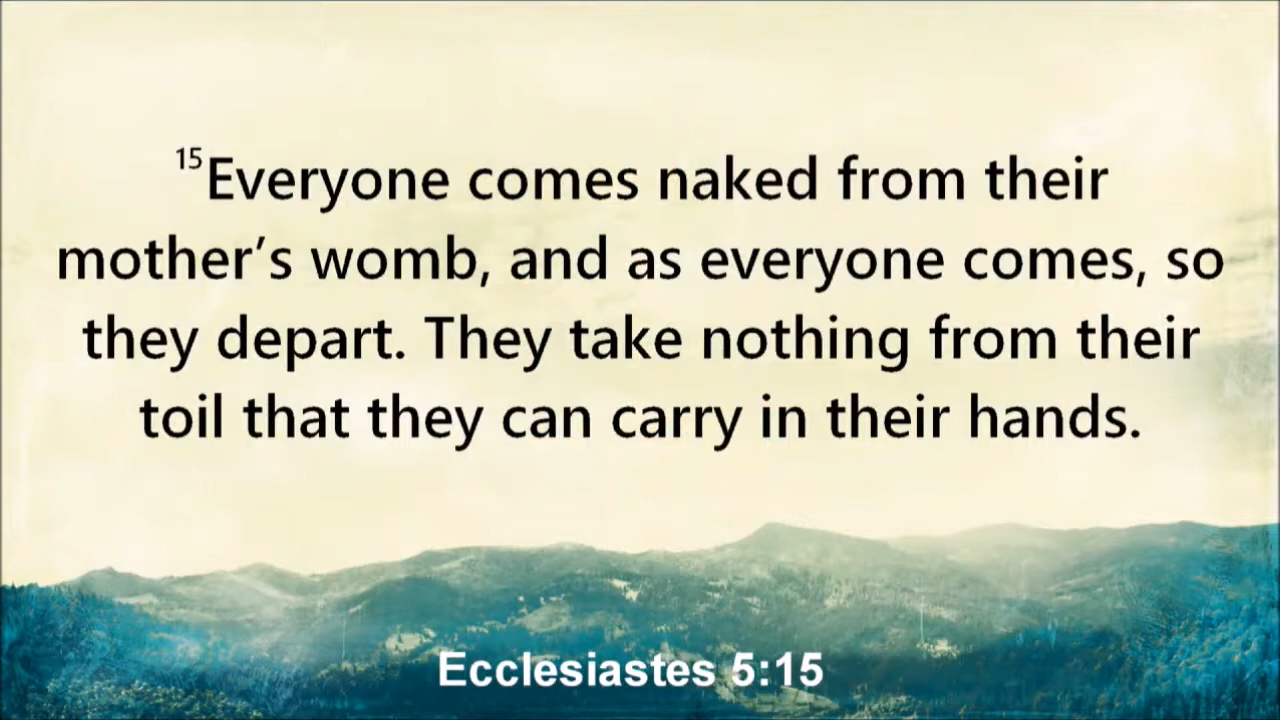 15Everyone comes naked from their
mother’s womb, and as everyone comes, so
they depart. They take nothing from their
toil that they can carry in their hands.
Ecclesiastes 5:15